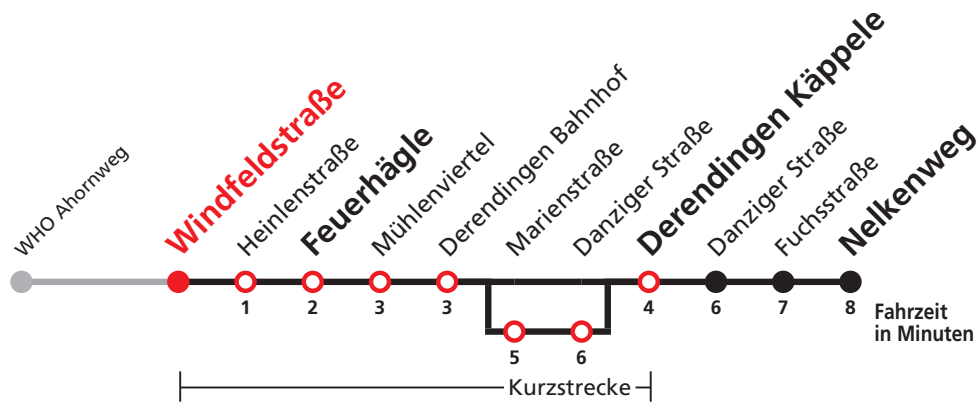 WHO Ahornweg
Windfeldstraße
Heinlenstraße
Feuerhägle
Mühlenviertel
Derendingen Bahnhof
Marienstraße
Danziger Straße
Derendingen Käppele
Danziger Straße
Fuchsstraße
Nelkenweg
1 2 3 3 4 6 7 8
Fahrzeit
in Minuten
5 6
Kurzstrecke